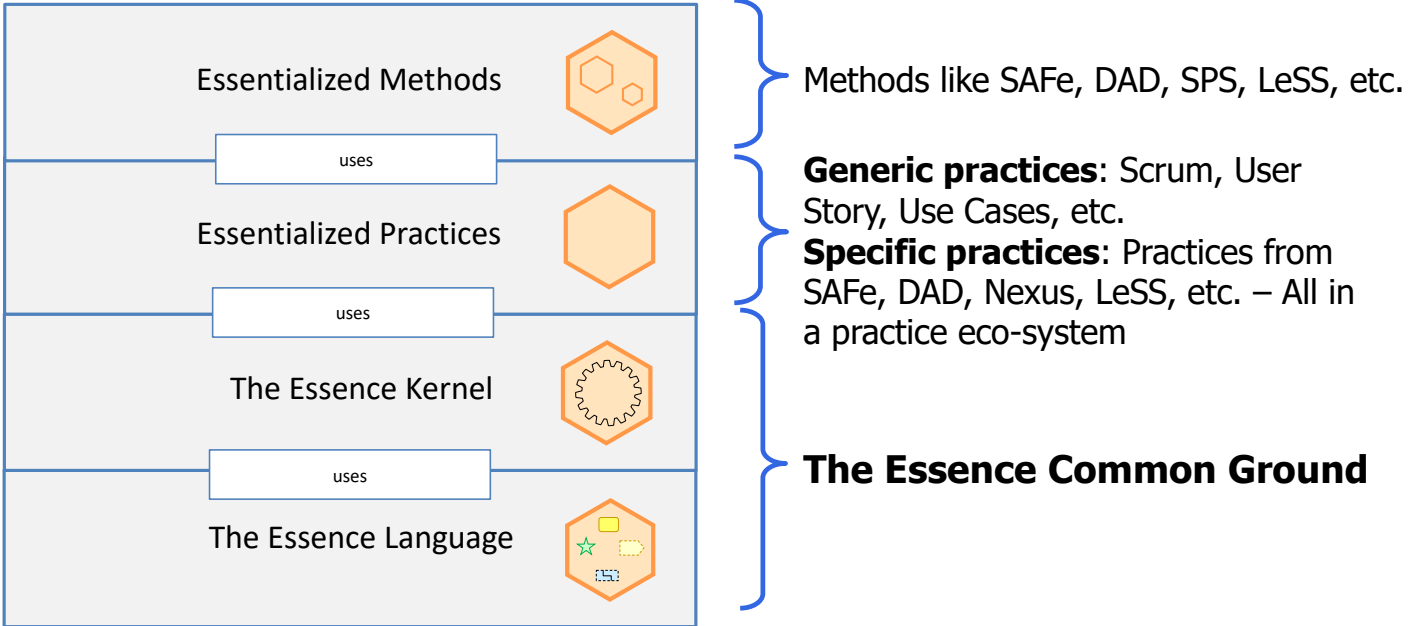 Essentialized Methods
Methods like SAFe, DAD, SPS, LeSS, etc.
uses
Essentialized Practices
Generic practices: Scrum, User
Story, Use Cases, etc.
Specific practices: Practices from
SAFe, DAD, Nexus, LeSS, etc. – All in
a practice eco-system
uses
The Essence Kernel
The Essence Common Ground
uses
The Essence Language